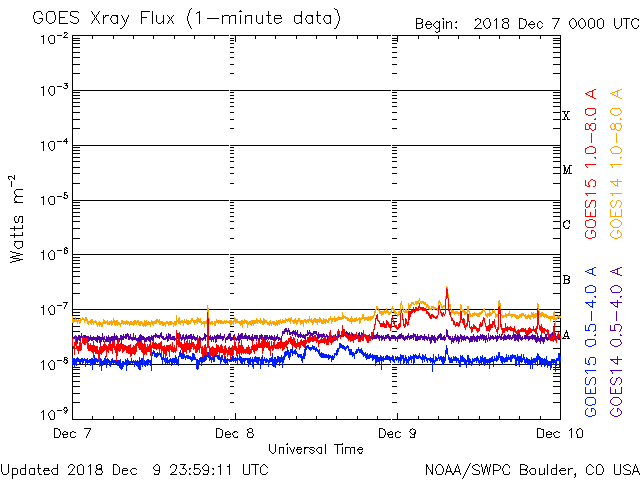 GOES Xray Flux (1-minute data)
Begin: 2018 Dec 7 0000 UTC
10-2
10-3
10-4
10-5
10-6
10-7
10-8
10-9
Watts m-2
X
M
C
B
A
GOES15 1.0-8.0 A
GOES14 1.0-8.0 A
GOES15 0.5-4.0 A
GOES14 0.5-4.0 A
Dec 7
Dec 8
Dec 9
Dec 10
Universal Time
Updated 2018 Dec 9 23:59:11 UTC
NOAA/SWPC Boulder, CO USA